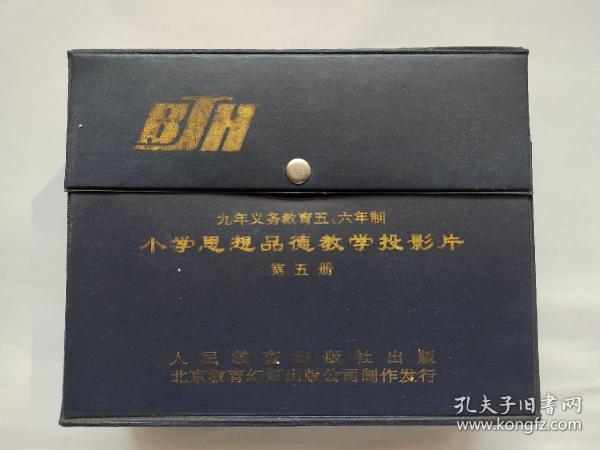 BJH
九年义务教育五、六年制
小学思想品德教学投影片
第五册
人民教育出版社出版
北京教育幻灯出版公司制作发行
孔夫子旧书网
www.kongfz.com